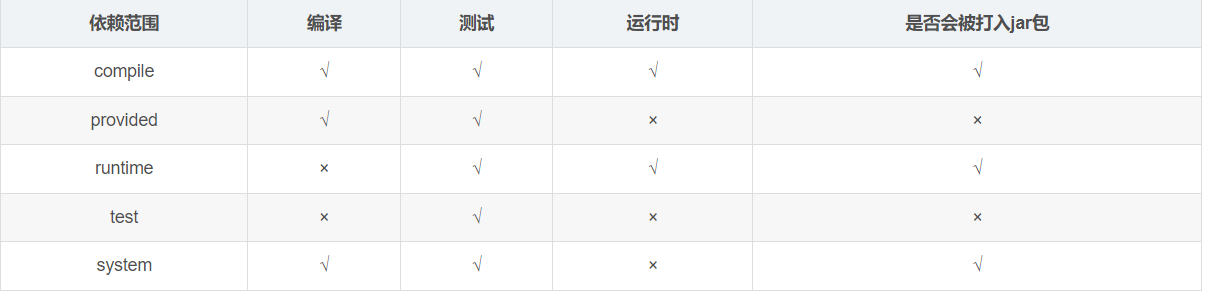 依赖范围 编译 测试 运行时 是否会被打入jar包
compile √ √ √ √
provided √ √ × ×
runtime × √ √ √
test × √ × ×
system √ √ × √